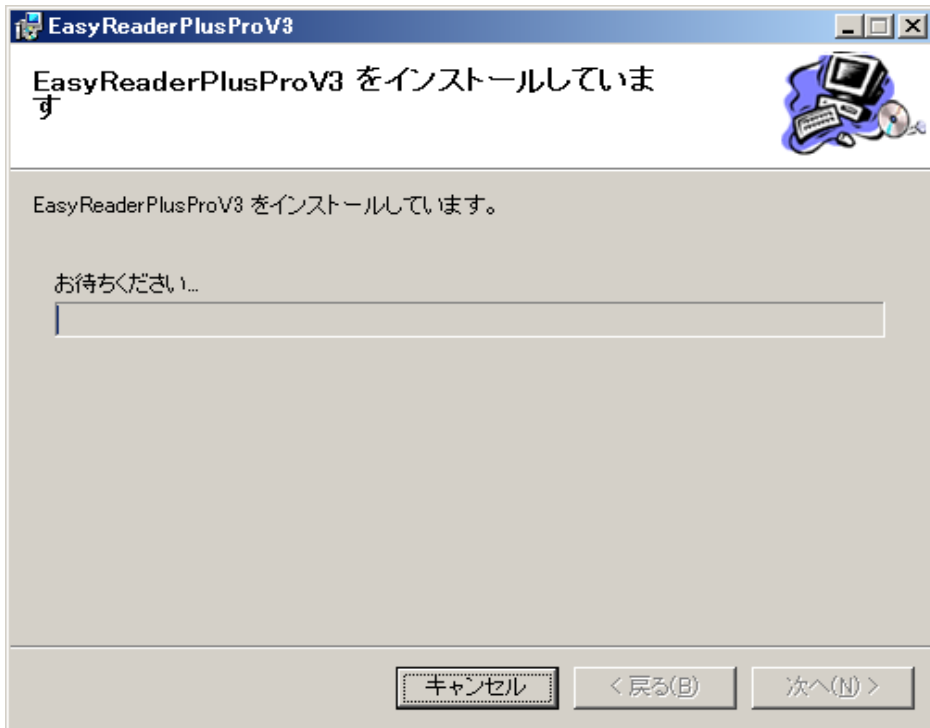 EasyReaderPlusProV3
EasyReaderPlusProV3 をインストールしていま
す
EasyReaderPlusProV3 をインストールしています。
お待ちください...
キャンセル
< 戻る(B)
次へ(N) >